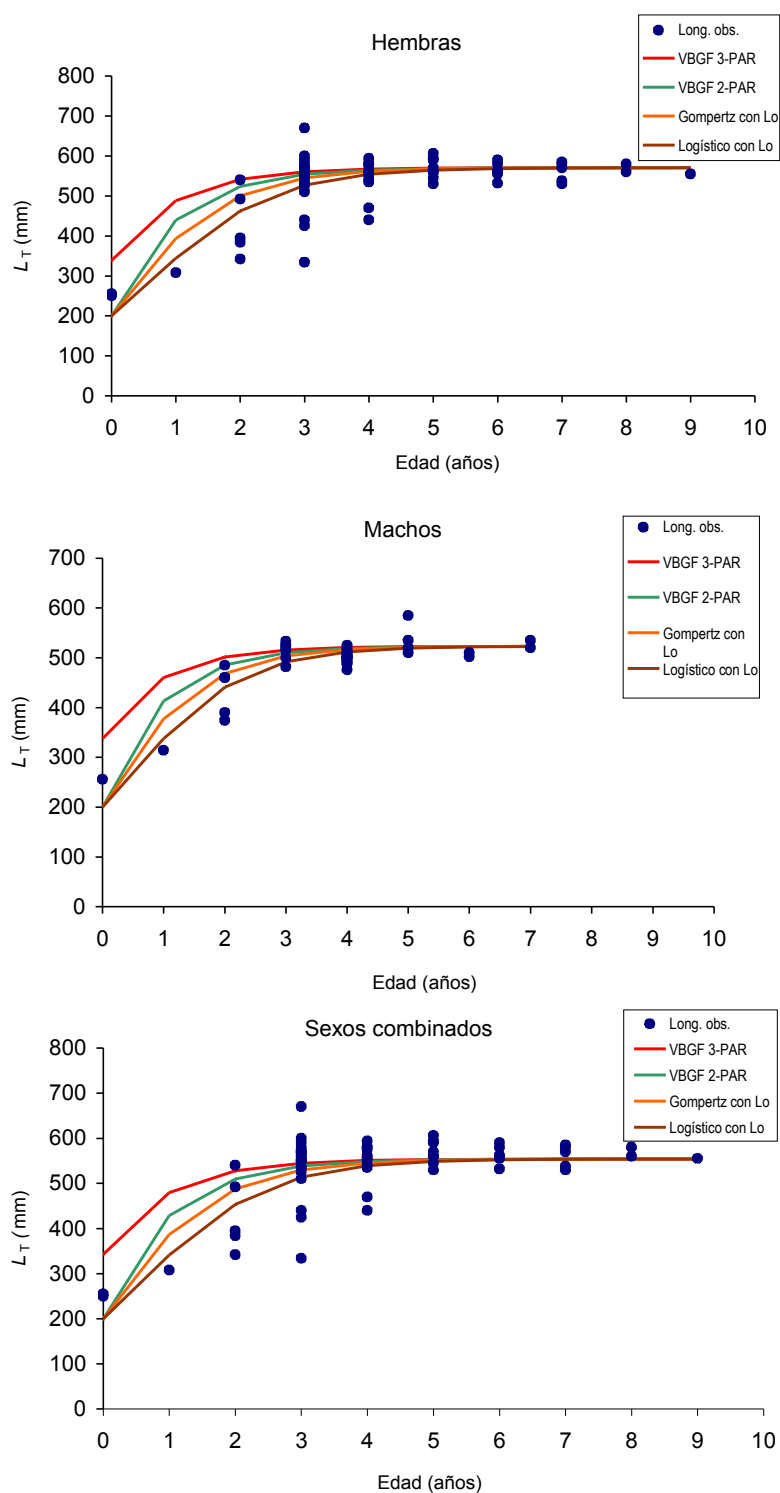 Hembras
Long. obs.
VBGF 3-PAR
VBGF 2-PAR
Gompertz con Lo
Logístico con Lo
800
700
600
500
400
300
200
100
0
L T (mm)
0 1 2 3 4 5 6 7 8 9 10
Edad (años)
Machos
Long. obs.
VBGF 3-PAR
VBGF 2-PAR
Gompertz con
Lo
Logístico con Lo
700
600
500
400
300
200
100
0
L T (mm)
0 1 2 3 4 5 6 7 8 9 10
Edad (años)
Sexos combinados
Long. obs.
VBGF 3-PAR
VBGF 2-PAR
Gompertz con Lo
Logístico con Lo
800
700
600
500
400
300
200
100
0
L T (mm)
0 1 2 3 4 5 6 7 8 9 10
Edad (años)